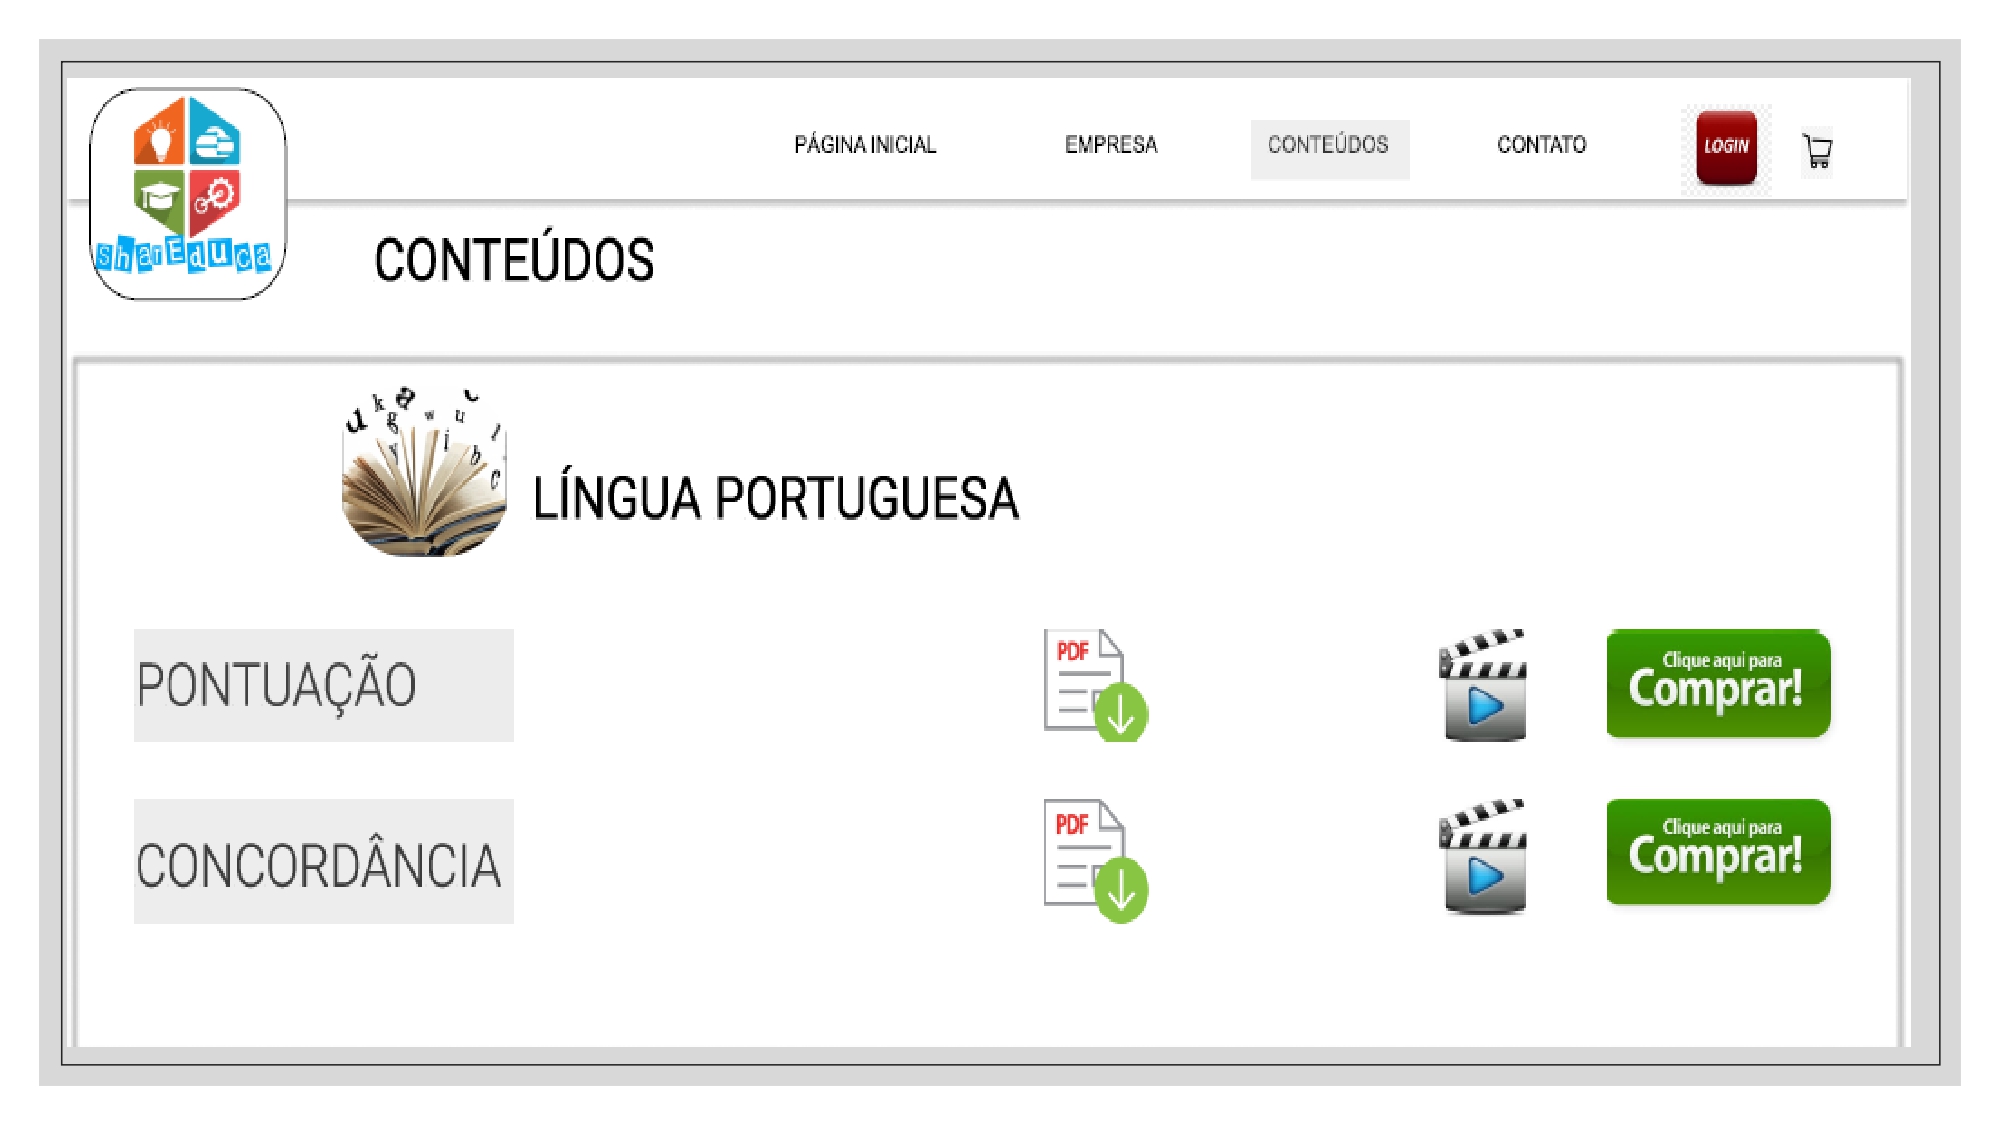 PÁGINA INICIAL
EMPRESA
CONTEÚDOS
CONTATO
LOGIN
sharEduca
CONTEÚDOS
u k a g w u y i b l c
LÍNGUA PORTUGUESA
PONTUAÇÃO
PDF
Clique aqui para
Comprar!
CONCORDÂNCIA
PDF
Clique aqui para
Comprar!